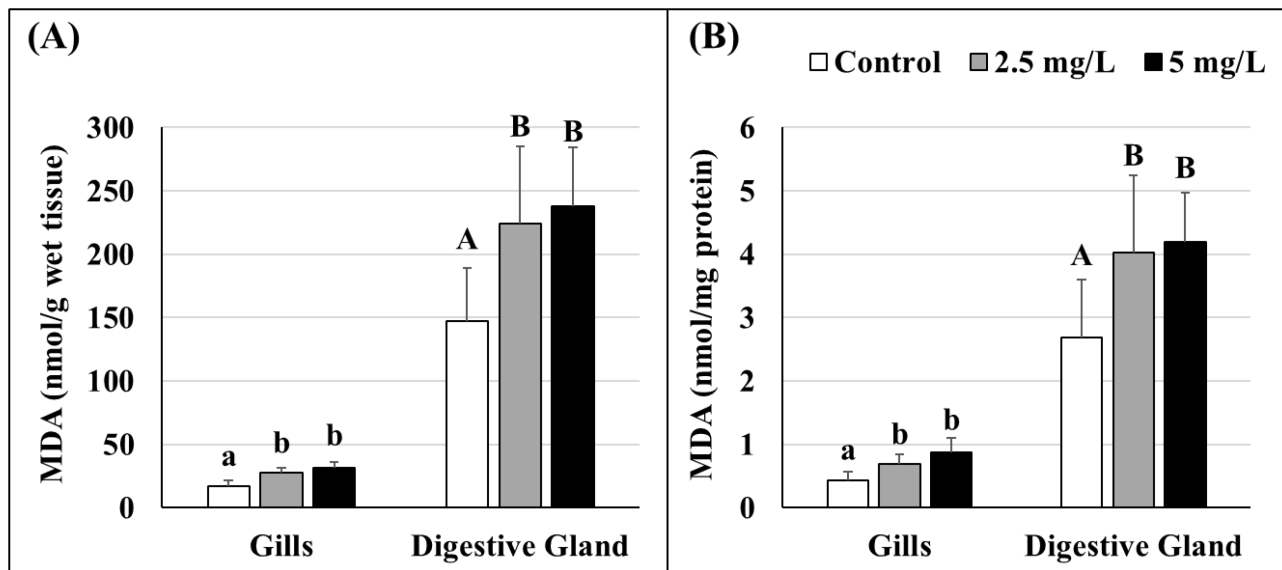 (A)
MDA (nmol/g wet tissue)
300
250
200
150
100
50
0
a b b
A B B
Gills Digestive Gland
(B)
Control 2.5 mg/L 5 mg/L
MDA (nmol/mg protein)
6
5
4
3
2
1
0
a b b
A B B
Gills Digestive Gland